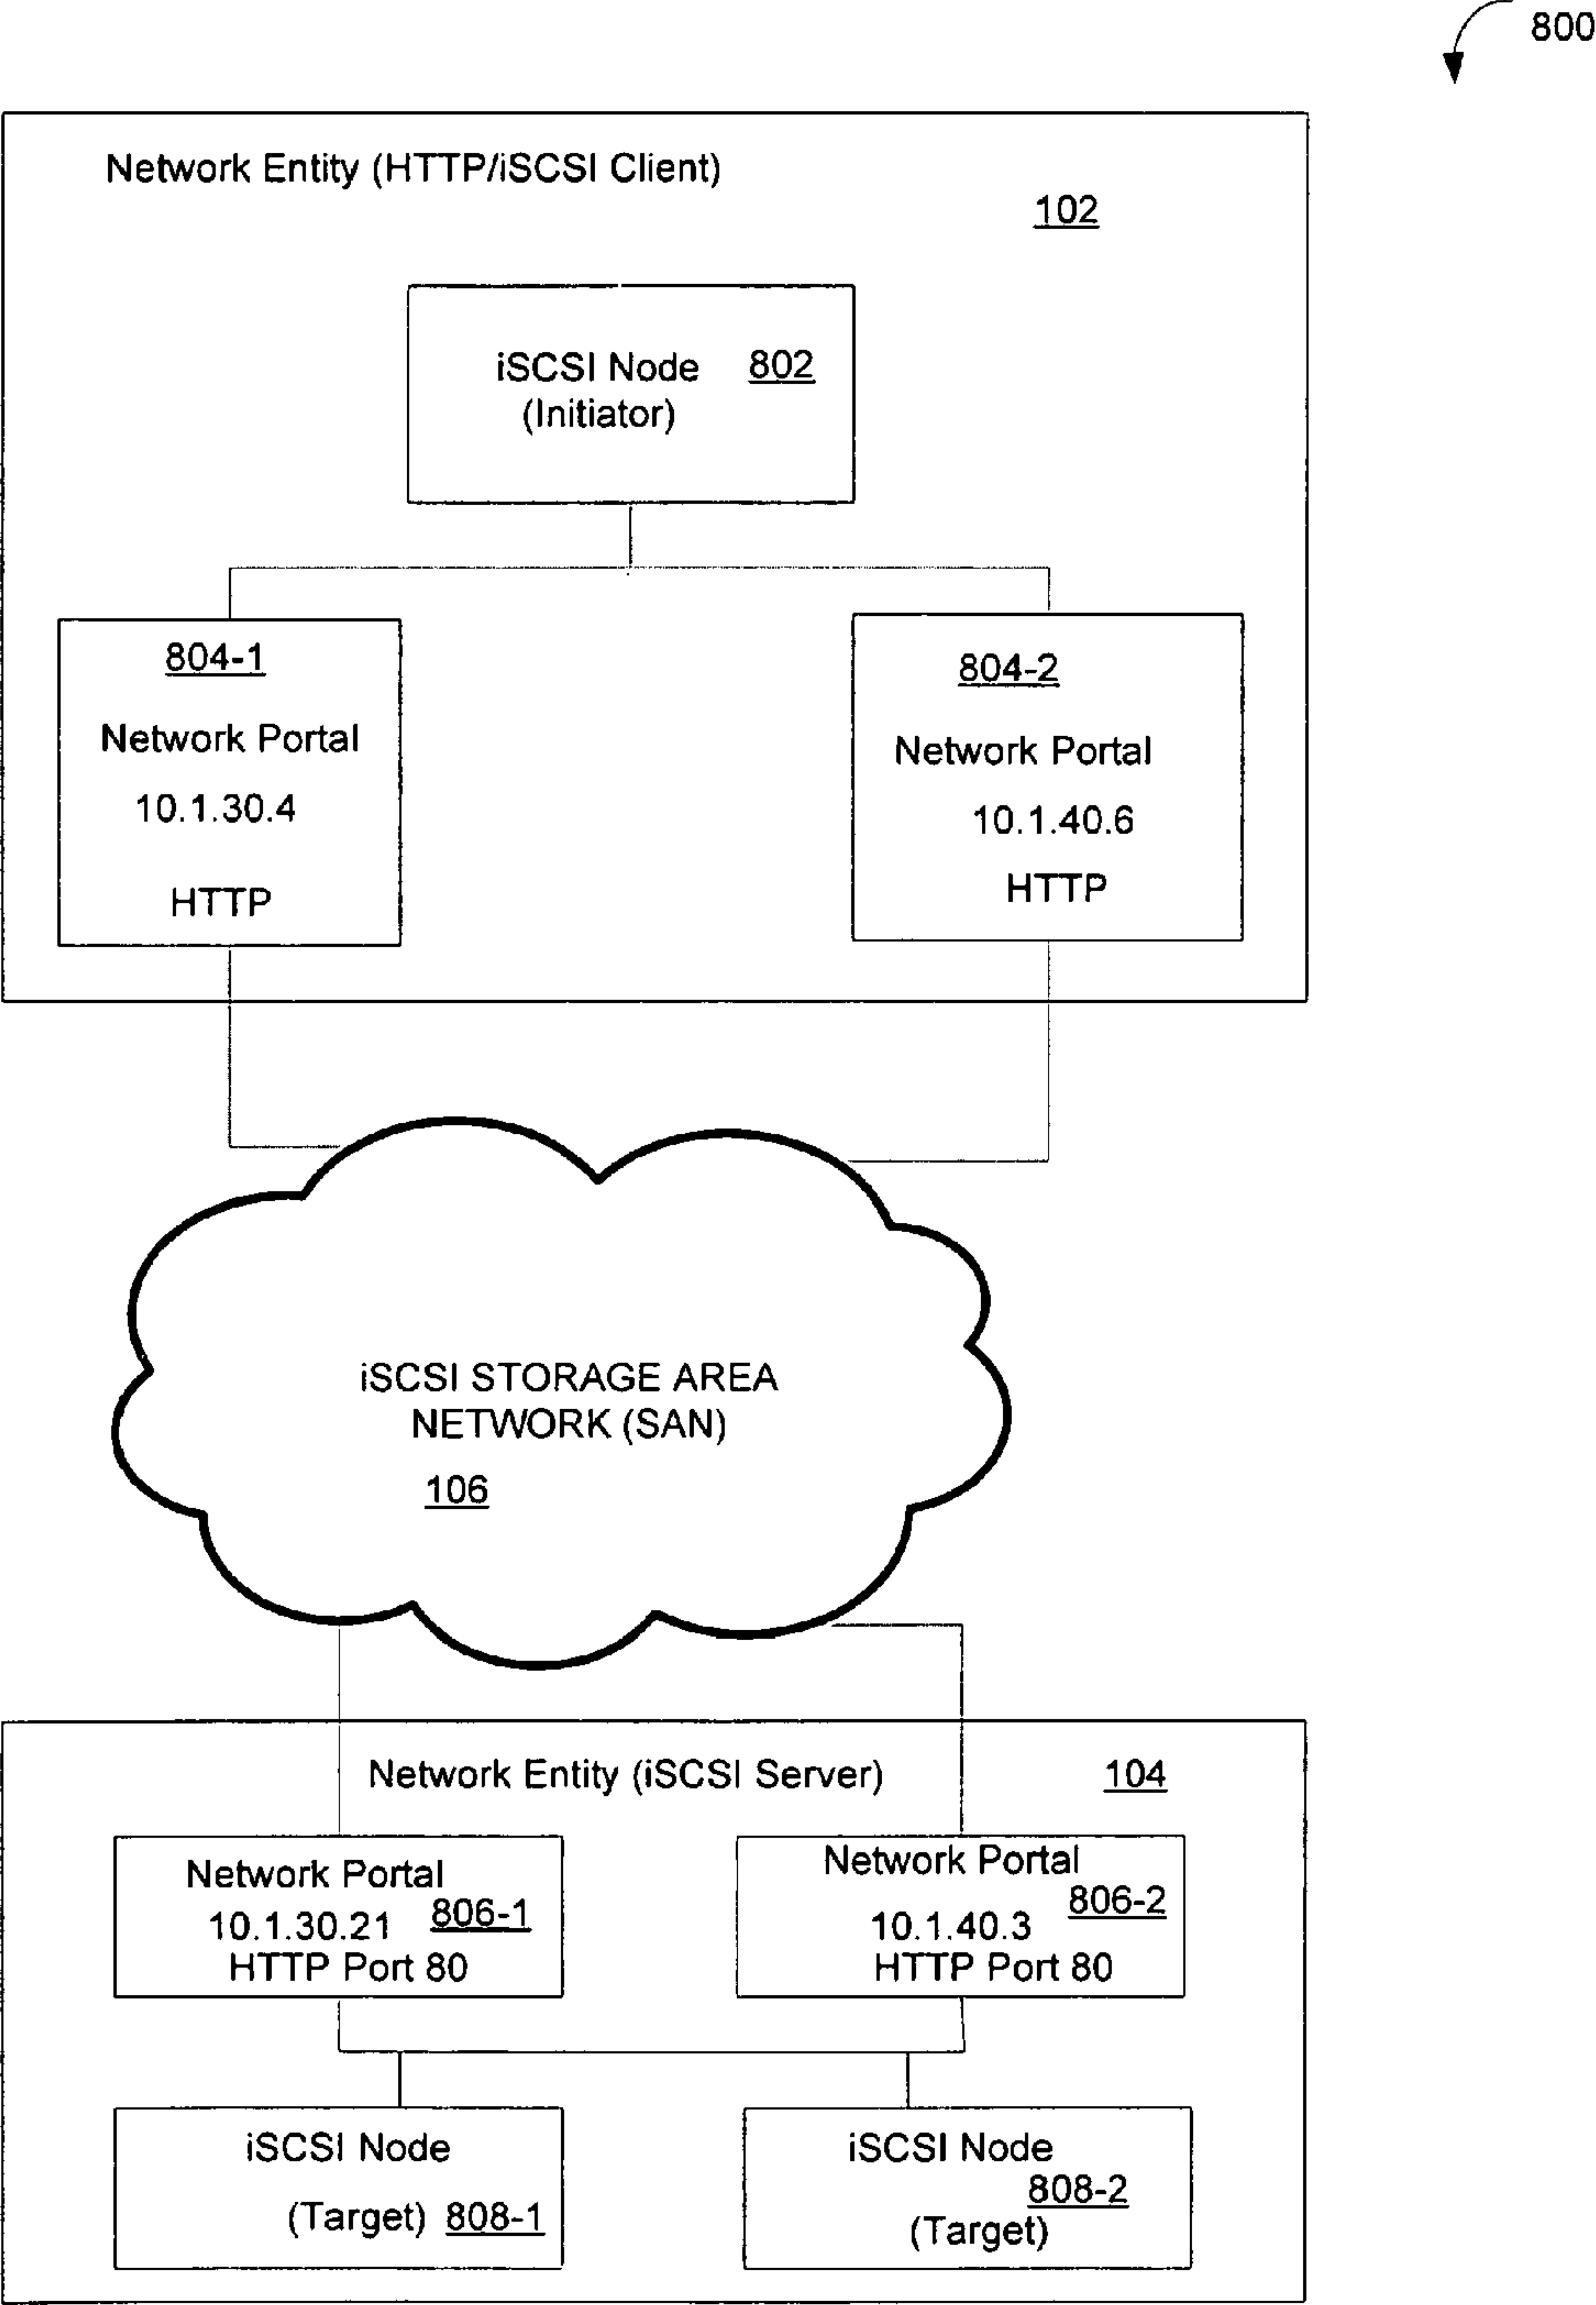 800
Network Entity (HTTP/iSCSI Client)
102
iSCSI Node 802
(Initiator)
804-1
Network Portal
10.1.30.4
HTTP
804-2
Network Portal
10.1.40.6
HTTP
iSCSI STORAGE AREA
NETWORK (SAN)
106
Network Entity (iSCSI Server) 104
Network Portal
806-1
10.1.30.21
HTTP Port 80
Network Portal
806-2
10.1.40.3
HTTP Port 80
iSCSI Node
(Target) 808-1
iSCSI Node
808-2
(Target)